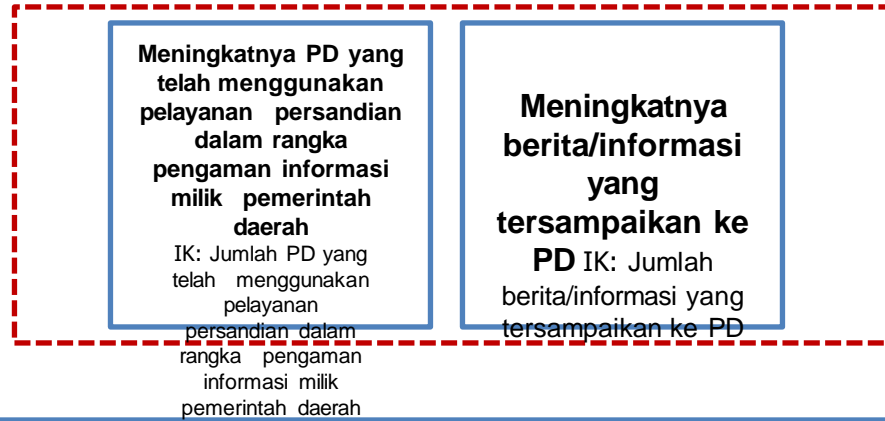 Meningkatnya PD yang
telah menggunakan
pelayanan persandian
dalam rangka
pengaman informasi
milik pemerintah
daerah
IK: Jumlah PD yang
telah menggunakan
pelayanan
persandian dalam
rangka pengaman
informasi milik
pemerintah daerah
Meningkatnya
berita/informasi
yang
tersampaikan ke
PD IK: Jumlah
berita/informasi yang
tersampaikan ke PD